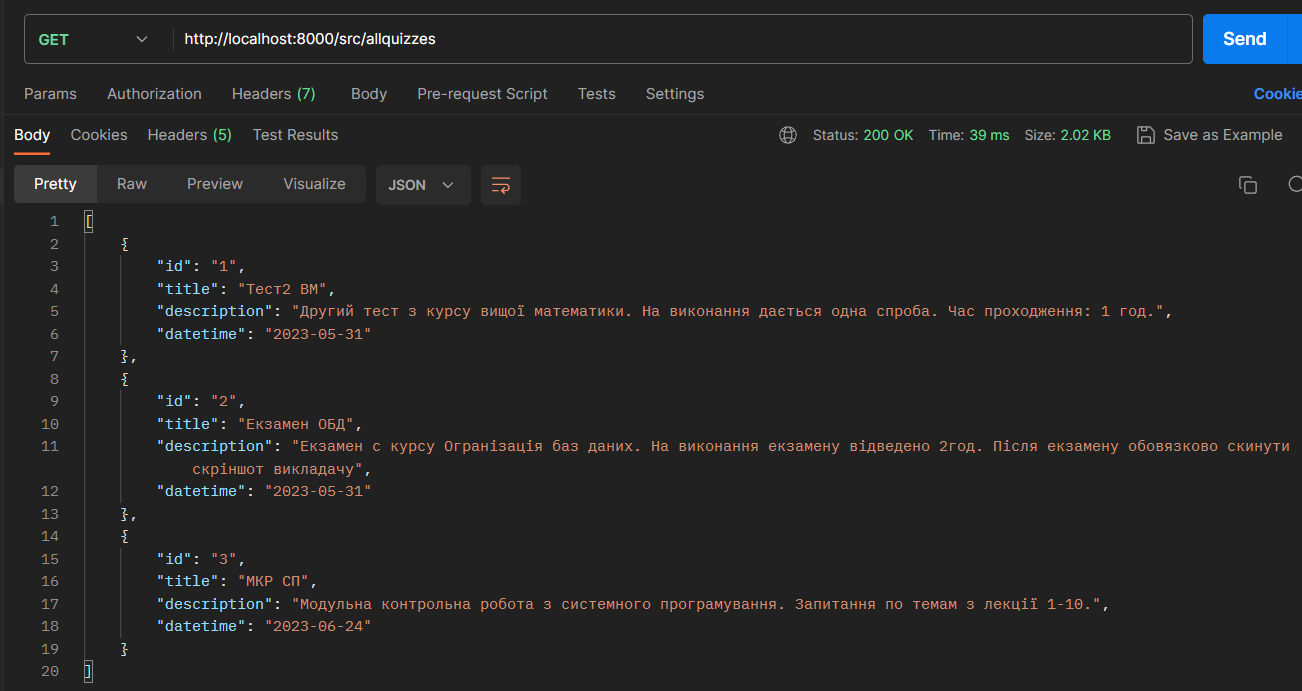 GET http://localhost:8000/src/allquizzes Send
Params Authorization Headers (7) Body Pre-request Script Tests Settings Cookie
Body Cookies Headers (5) Test Results Status: 200 OK Time: 39 ms Size: 2.02 KB Save as Example
Pretty Raw Preview Visualize JSON
1 [
2 {
3 "id": "1",
4 "title": "Тест2 ВМ",
5 "description": "Другий тест з курсу вищої математики. На виконання дається одна спроба. Час проходження: 1 год.",
6 "datetime": "2023-05-31"
7 },
8 {
9 "id": "2",
10 "title": "Екзамен ОБД",
11 "description": "Екзамен с курсу Огранізація баз даних. На виконання екзамену відведено 2год. Після екзамену обовязково скинути
скріншот викладачу",
12 "datetime": "2023-05-31"
13 },
14 {
15 "id": "3",
16 "title": "МКР СП",
17 "description": "Модульна контрольна робота з системного програмування. Запитання по темам з лекції 1-10.",
18 "datetime": "2023-06-24"
19 }
20 ]